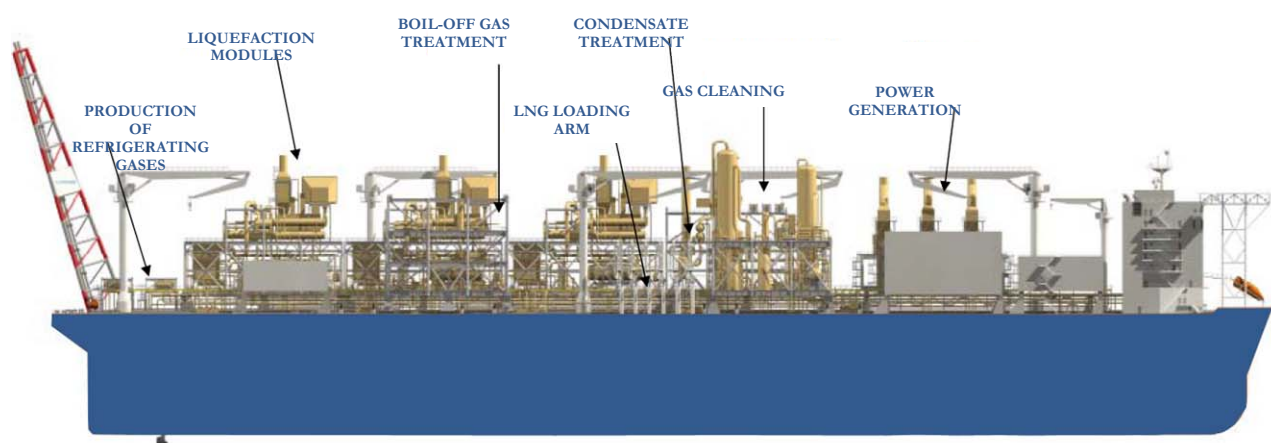 BOIL-OFF GAS
TREATMENT
CONDENSATE
TREATMENT
LIQUEFACTION
MODULES
GAS CLEANING
POWER
GENERATION
LNG LOADING
ARM
PRODUCTION
OF
REFRIGERATING
GASES